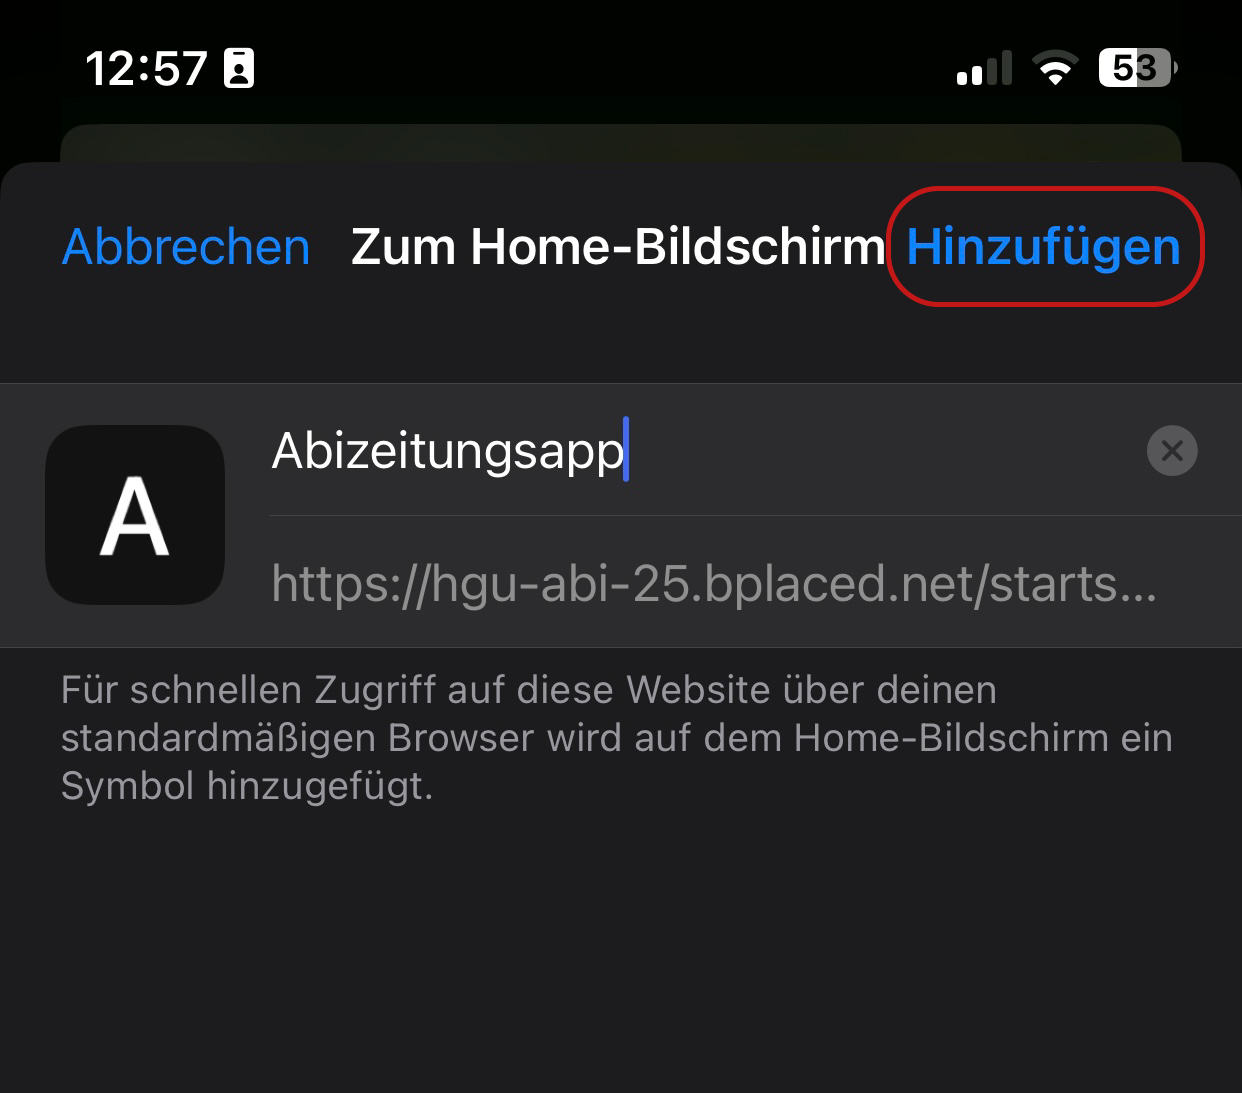 12:57
53
Abbrechen Zum Home-Bildschirm Hinzufügen
A
Abizeitungsapp
https://hgu-abi-25.bplaced.net/starts...
Für schnellen Zugriff auf diese Website über deinen
standardmäßigen Browser wird auf dem Home-Bildschirm ein
Symbol hinzugefügt.